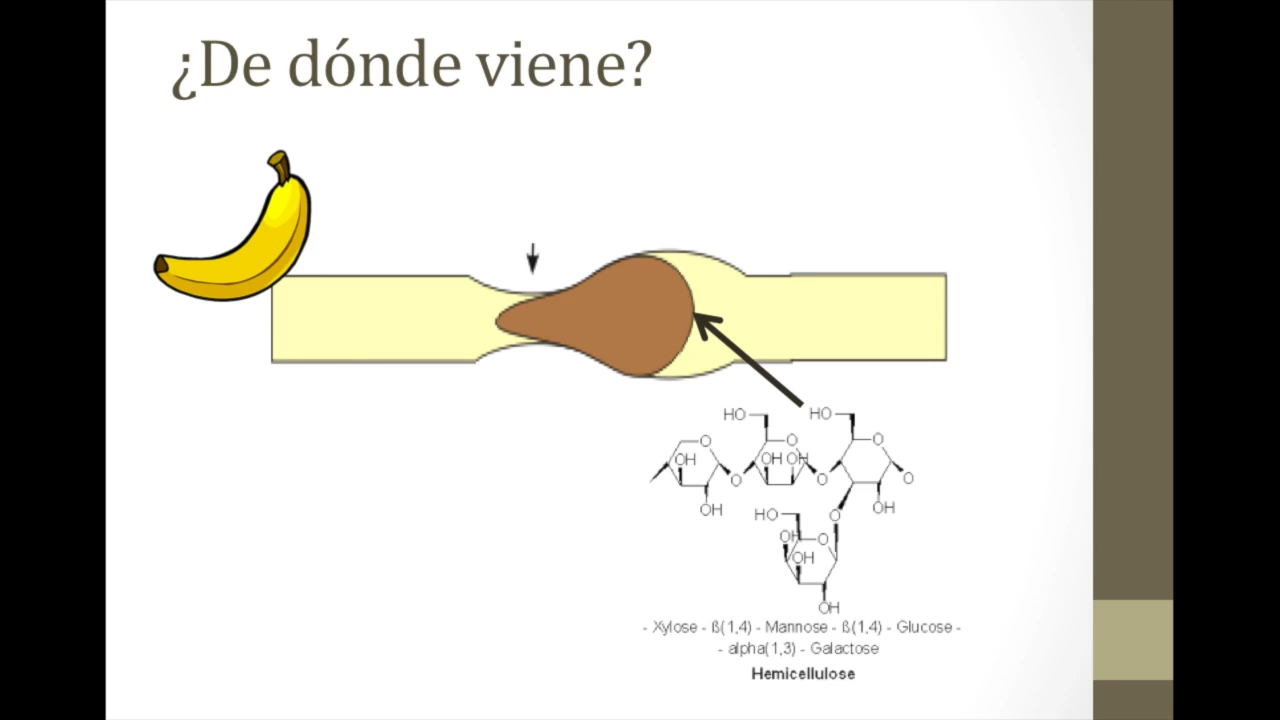 ¿De dónde viene?
HO
HO
O
O
O
OH
OH
OH
O
O
O
OH
OH
HO
O
OH
O
OH
OH
- Xylose - ß(1,4) - Mannose - ß(1,4) - Glucose -
- alpha(1,3) - Galactose
Hemicellulose